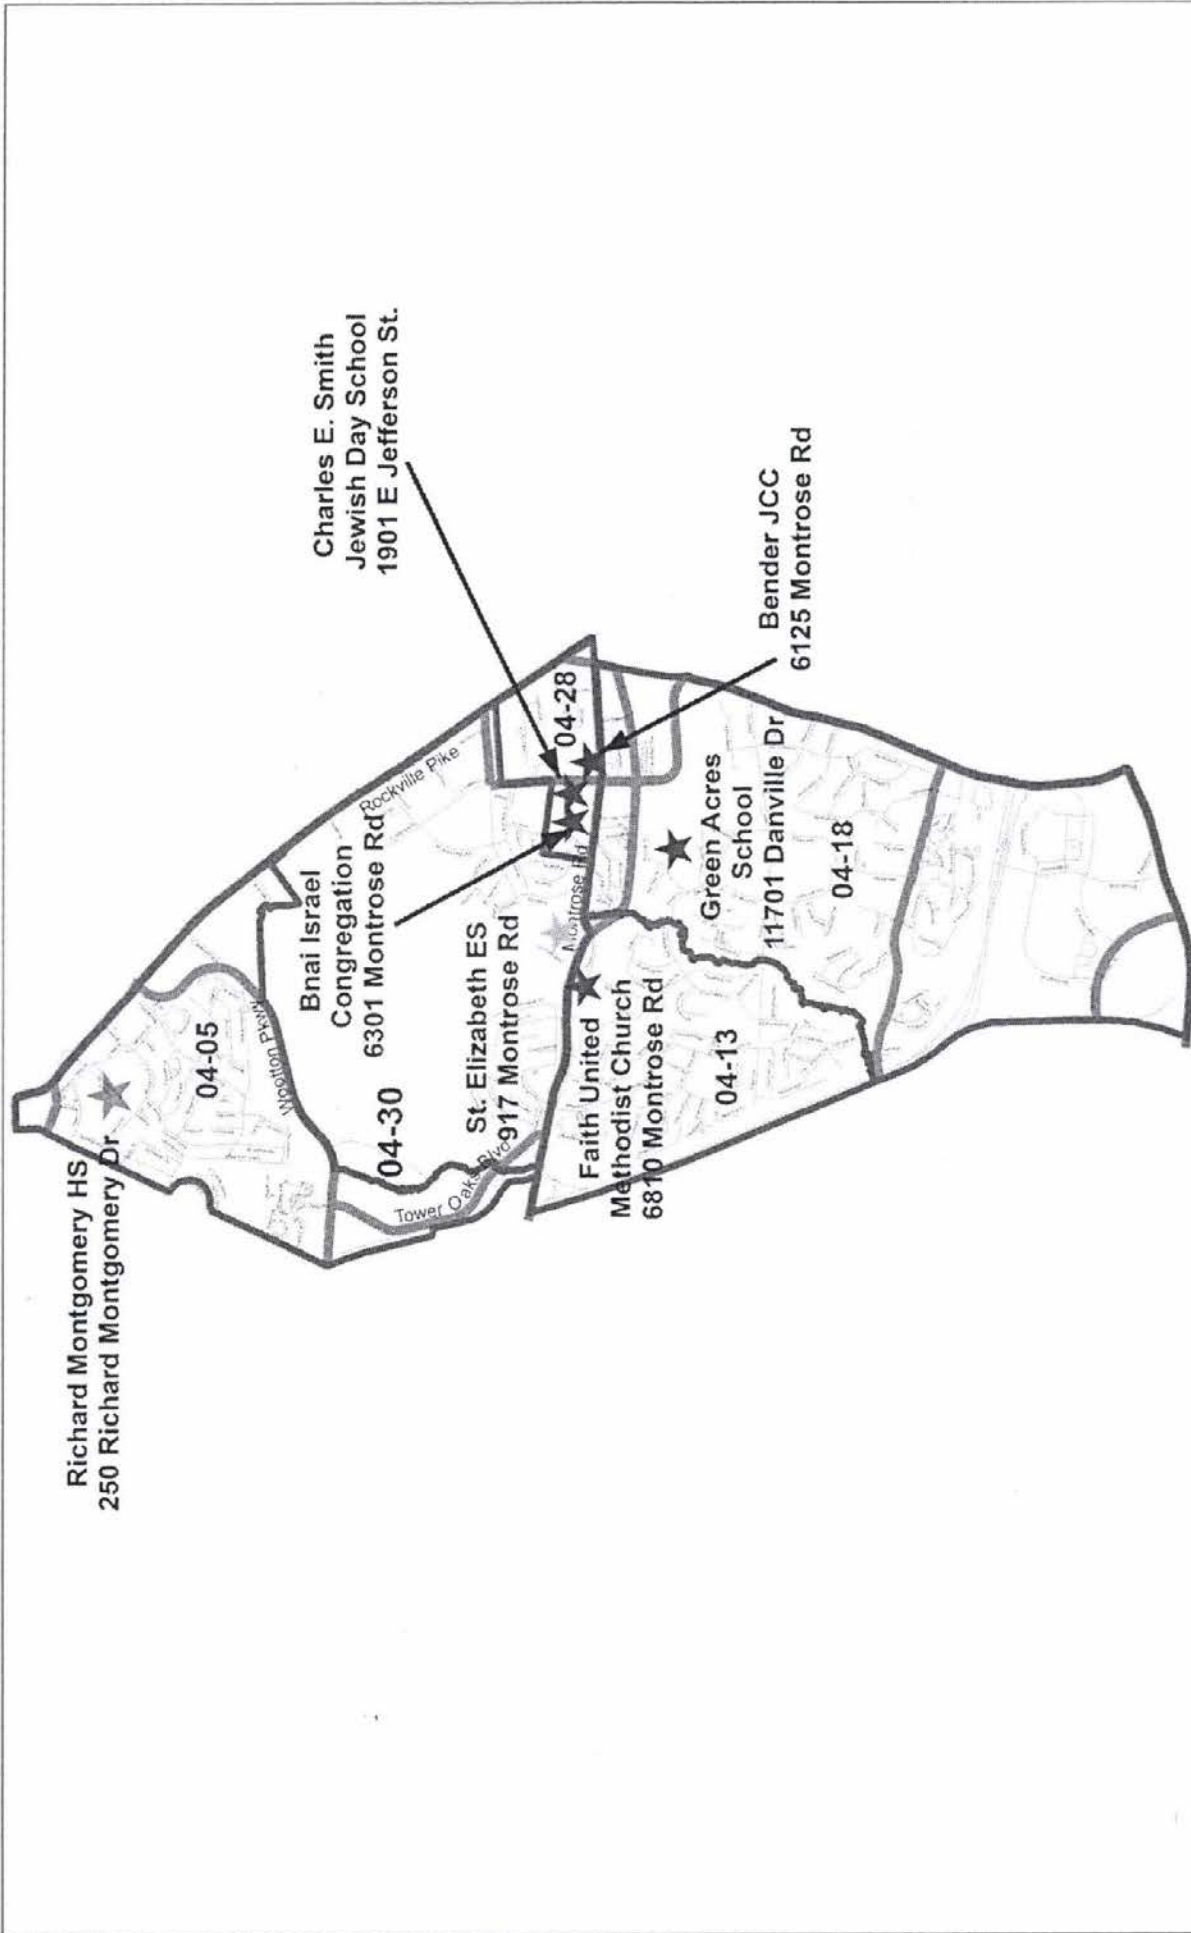 Richard Montgomery HS
250 Richard Montgomery Dr
04-05
Wootton Pkwy
Rockville Pike
Charles E. Smith
Jewish Day School
1901 E Jefferson St.
Bnai Israel
Congregation
6301 Montrose Rd
04-30
04-28
St. Elizabeth ES
917 Montrose Rd
Tower Oaks Blvd
Montrose Rd
Faith United
Methodist Church
6810 Montrose Rd
04-13
Green Acres
School
11701 Danville Dr
04-18
Bender JCC
6125 Montrose Rd